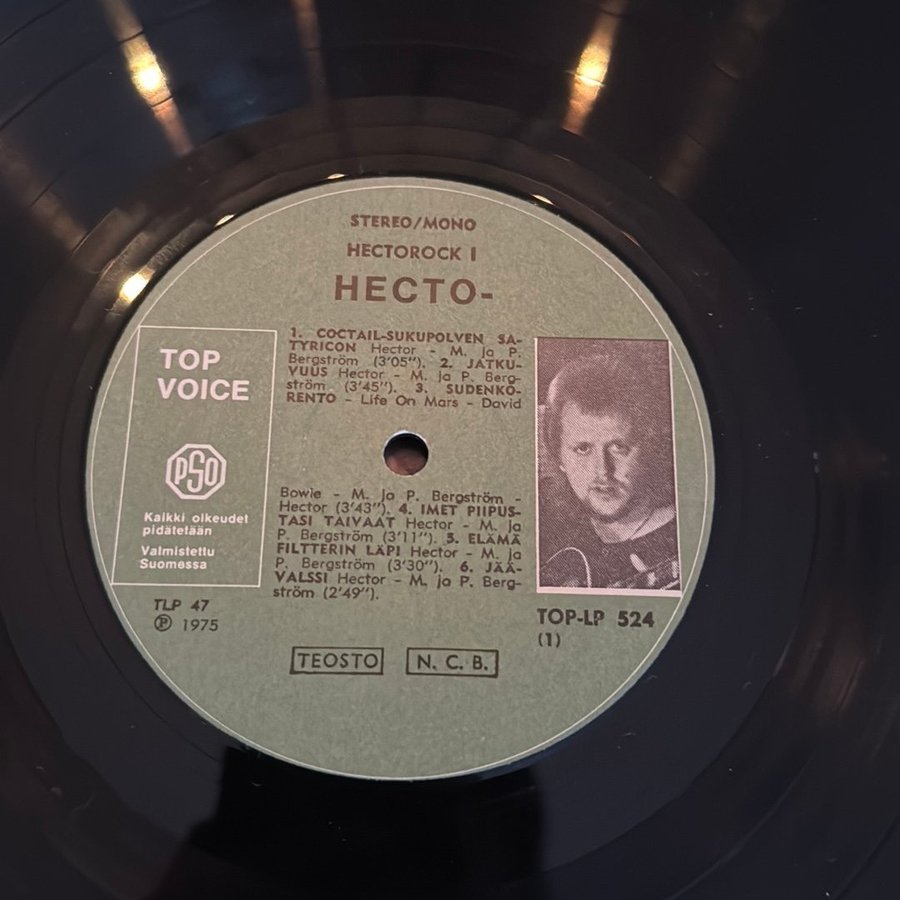 STEREO/MONO
HECTOROCK I
HECTO-
TOP
VOICE
PSO
Kaikki oikeudet
pidätetään
Valmistettu
Suomessa
TLP 47
Ⓟ 1975
1. COCTAIL-SUKUPOLVEN SA-
TYRICON Hector - M. ja P.
Bergström (3'05"). 2. JATKU-
VUUS Hector - M. ja P. Berg-
ström (3'45"). 3. SUDENKO-
RENTO - Life On Mars - David
Bowie - M. ja P. Bergström -
Hector (3'43"). 4. IMET PIIPUS-
TASI TAIVAAT Hector - M. ja
P. Bergström (3'11"). 5. ELÄMÄ
FILTTERIN LÄPI Hector - M. ja
P. Bergström (3'30"). 6. JÄÄ-
VALSSI Hector - M. ja P. Berg-
ström (2'49").
TOP-LP 524
(1)
TEOSTO N. C. B.